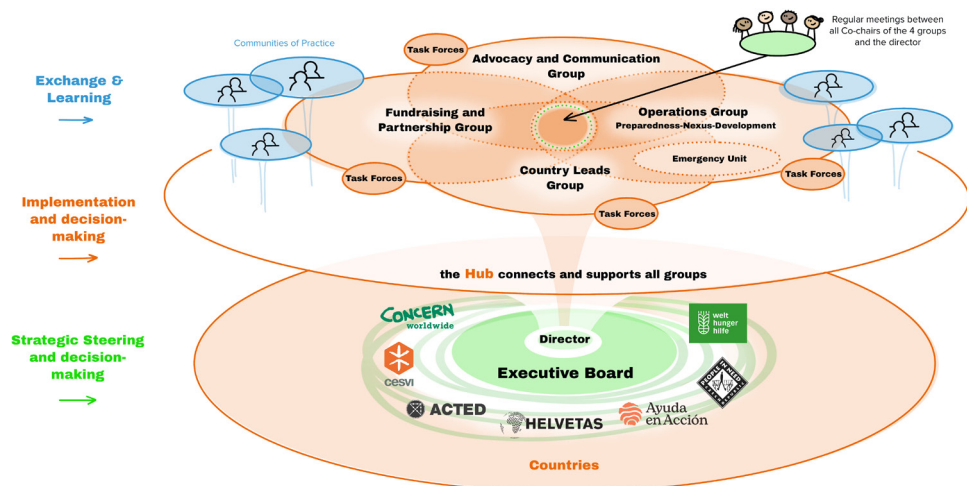 Regular meetings between
all Co-chairs of the 4 groups
and the director
Communities of Practice
Task Forces
Advocacy and Communication
Group
Exchange &
Learning
Fundraising and
Partnership Group
Operations Group
Preparedness-Nexus-Development
Emergency Unit
Country Leads
Group
Task Forces
Task Forces
Task Forces
Implementation
and decision-
making
the Hub connects and supports all groups
CONCERN
worldwide
welt
hunger
hilfe
Strategic Steering
and decision-
making
Director
Executive Board
cesvi
PEOPLE IN NEED
ACTED
HELVETAS
Ayuda
en Acción
Countries